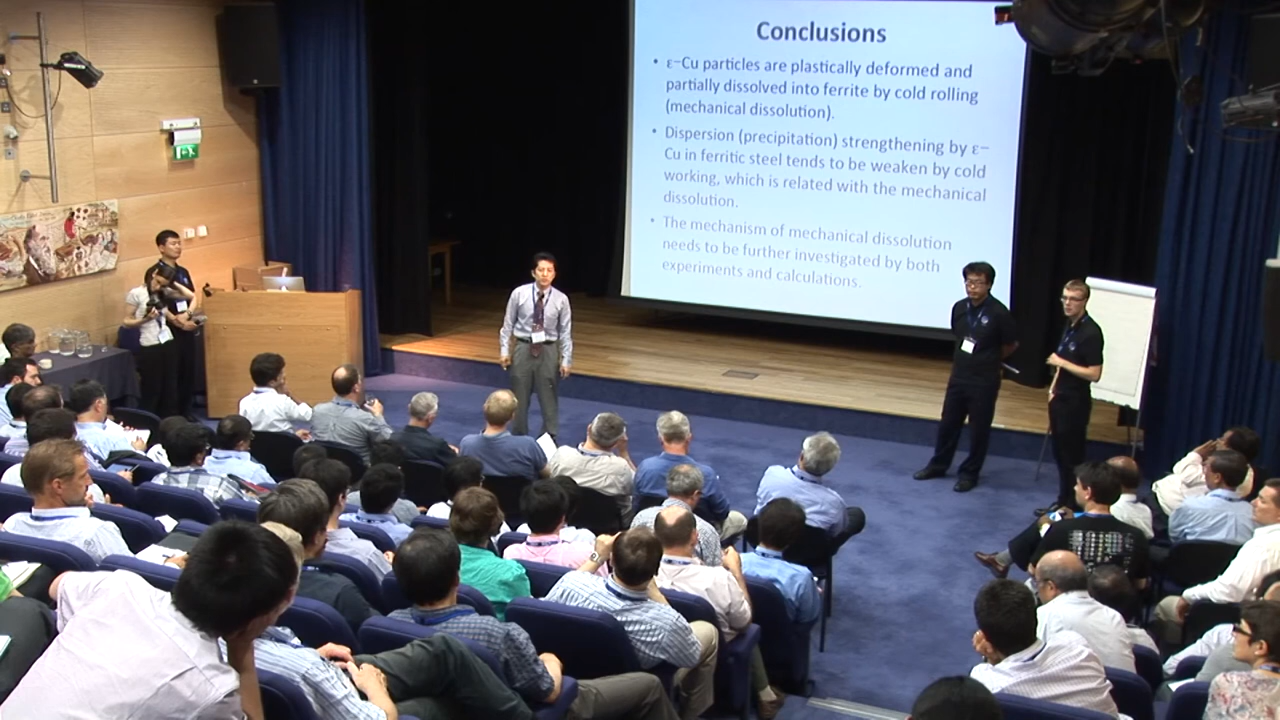 Conclusions
• ε–Cu particles are plastically deformed and
partially dissolved into ferrite by cold rolling
(mechanical dissolution).
• Dispersion (precipitation) strengthening by ε–
Cu in ferritic steel tends to be weaken by cold
working, which is related with the mechanical
dissolution.
• The mechanism of mechanical dissolution
needs to be further investigated by both
experiments and calculations.